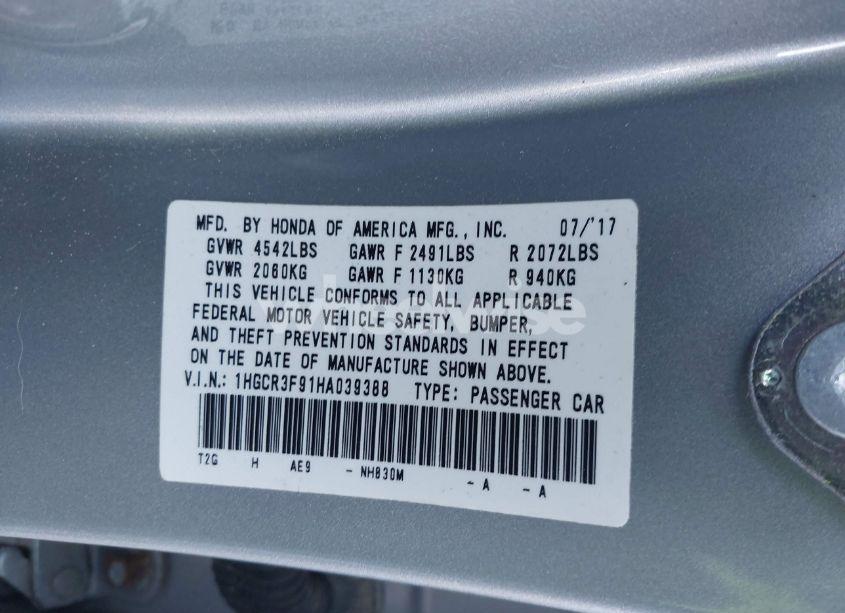 MFD. BY HONDA OF AMERICA MFG., INC. 07/'17
GVWR 4542LBS GAWR F 2491LBS R 2072LBS
GVWR 2060KG GAWR F 1130KG R 940KG
THIS VEHICLE CONFORMS TO ALL APPLICABLE
FEDERAL MOTOR VEHICLE SAFETY, BUMPER,
AND THEFT PREVENTION STANDARDS IN EFFECT
ON THE DATE OF MANUFACTURE SHOWN ABOVE.
V.I.N.: 1HGCR3F91HA039388 TYPE: PASSENGER CAR
T2G H AE9 - NH830M - A - A